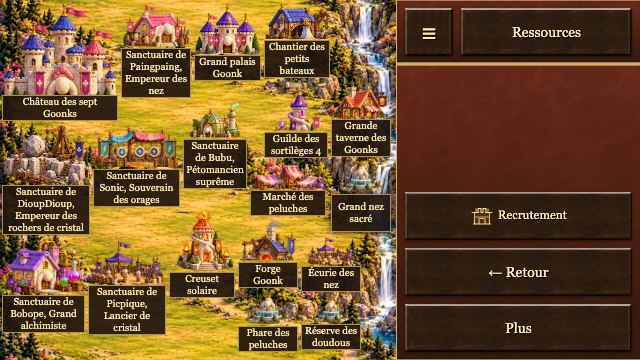 Château des sept
Goonks
Sanctuaire de
Paingpaing,
Empereur des
nez
Grand palais
Goonk
Chantier des
petits
bateaux
Sanctuaire de
DioupDioup,
Empereur des
rochers de cristal
Sanctuaire de
Sonic, Souverain
des orages
Sanctuaire
de Bubu,
Pétomancien
suprême
Guilde des
sortilèges 4
Grande
taverne des
Goonks
Marché des
peluches
Grand nez
sacré
Sanctuaire de
Bobope, Grand
alchimiste
Sanctuaire de
Picpique,
Lancier de
cristal
Creuset
solaire
Forge
Goonk
Écurie des
nez
Phare des
peluches
Réserve des
doudous
≡
Ressources
Recrutement
← Retour
Plus